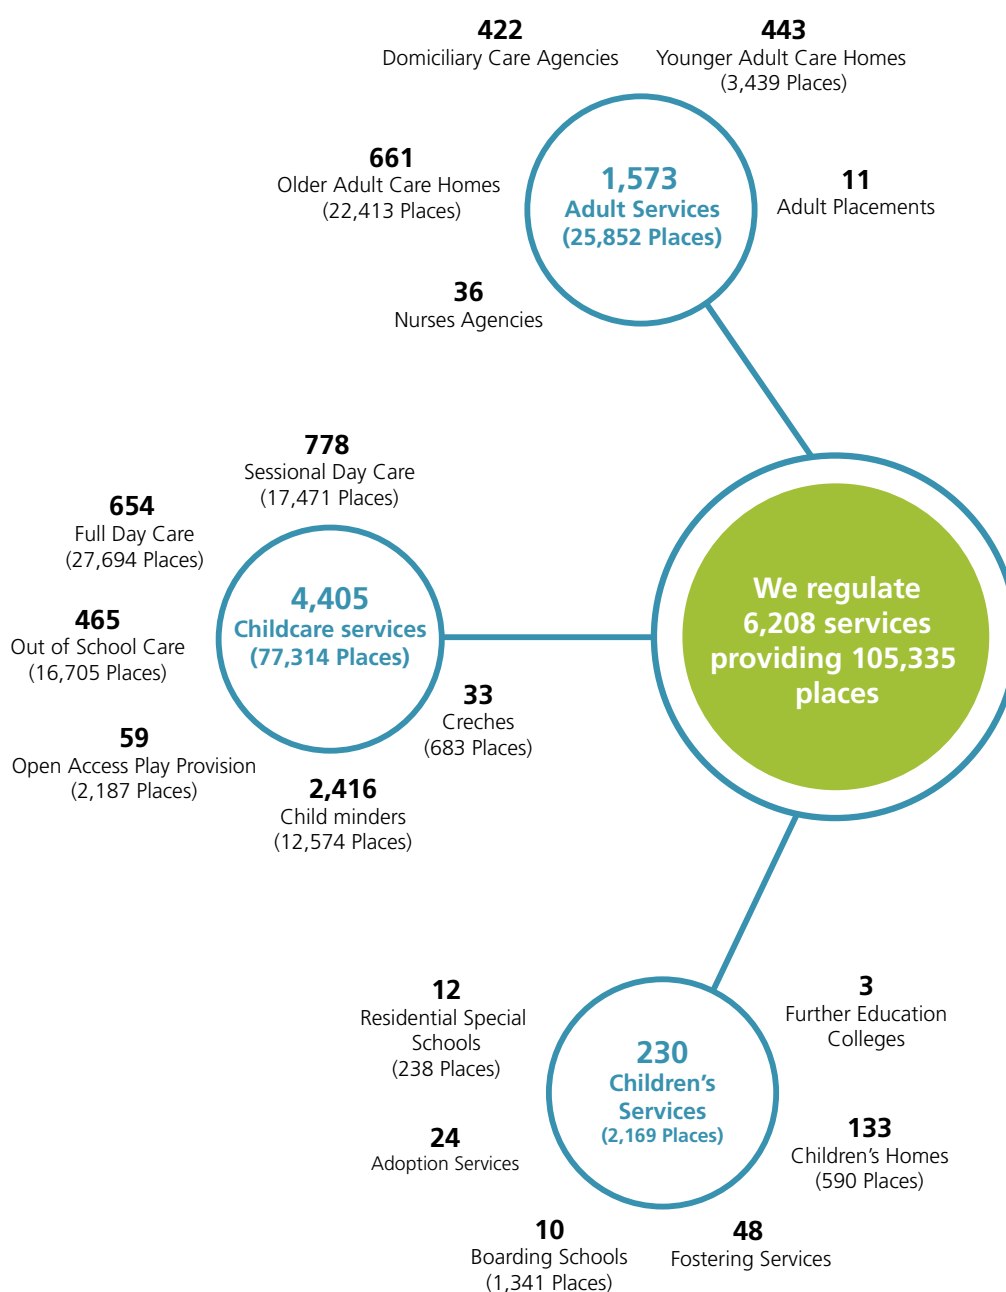 422
Domiciliary Care Agencies
443
Younger Adult Care Homes
(3,439 Places)
661
Older Adult Care Homes
(22,413 Places)
1,573
Adult Services
(25,852 Places)
11
Adult Placements
36
Nurses Agencies
778
Sessional Day Care
(17,471 Places)
654
Full Day Care
(27,694 Places)
465
Out of School Care
(16,705 Places)
4,405
Childcare services
(77,314 Places)
33
Creches
(683 Places)
59
Open Access Play Provision
(2,187 Places)
2,416
Child minders
(12,574 Places)
We regulate
6,208 services
providing 105,335
places
12
Residential Special
Schools
(238 Places)
3
Further Education
Colleges
230
Children’s
Services
(2,169 Places)
24
Adoption Services
133
Children’s Homes
(590 Places)
10
Boarding Schools
(1,341 Places)
48
Fostering Services